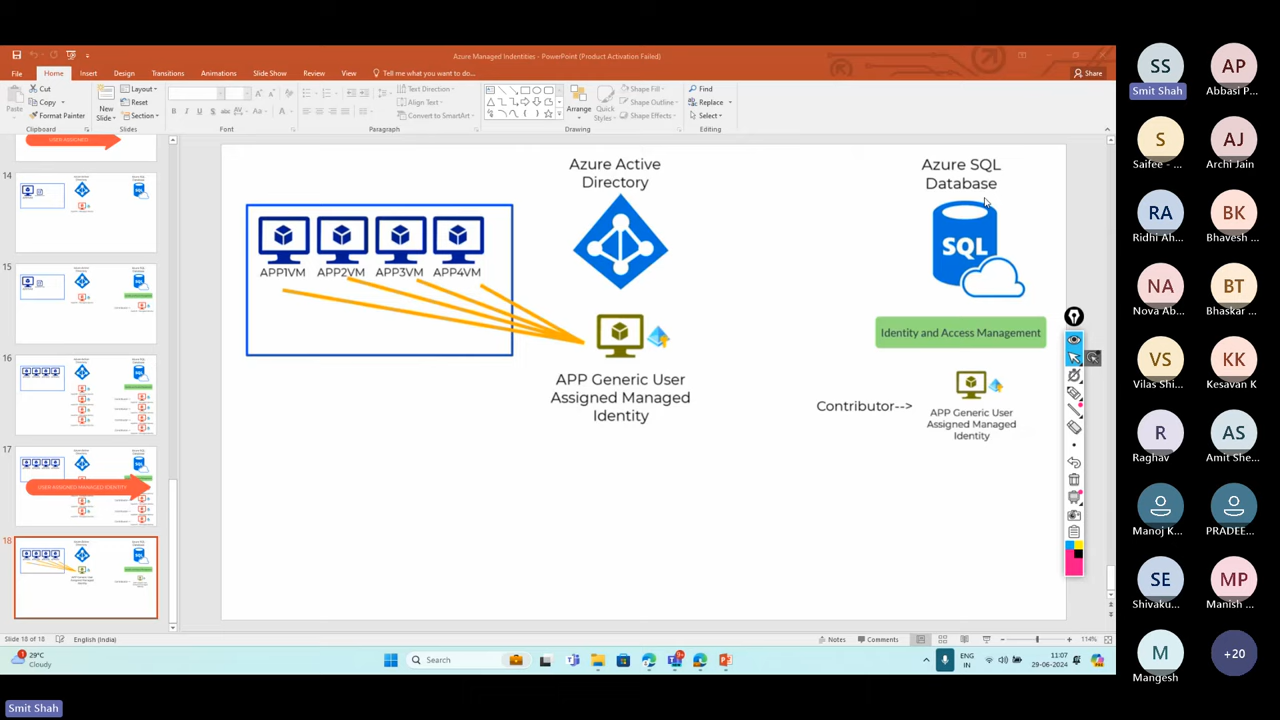 Azure Managed Indentities - PowerPoint (Product Activation Failed)
File
Home
Insert
Design
Transitions
Animations
Slide Show
Review
View
Tell me what you want to do...
Share
Paste
Cut
Copy
Format Painter
Clipboard
New
Slide
Layout
Reset
Section
Slides
Font
Text Direction
Align Text
Convert to SmartArt
Paragraph
Arrange
Quick
Styles
Shape Fill
Shape Outline
Shape Effects
Drawing
Find
Replace
Select
Editing
14
15
16
17
USER ASSIGNED MANAGED IDENTITY
18
Azure Active
Directory
Azure SQL
Database
SQL
APP1VM
APP2VM
APP3VM
APP4VM
Identity and Access Management
APP Generic User
Assigned Managed
Identity
Contributor-->
APP Generic User
Assigned Managed
Identity
Slide 18 of 18
English (India)
Notes
Comments
114%
1
29°C
Cloudy
Search
ENG
IN
11:07
29-06-2024
SS
Smit Shah
AP
Abbasi P...
S
Saifee - ...
AJ
Archi Jain
RA
Ridhi Ah...
BK
Bhavesh ...
NA
Nova Ab...
BT
Bhaskar ...
VS
Vilas Shi...
KK
Kesavan K
R
Raghav
AS
Amit She...
Manoj K...
PRADEE...
SE
Shivaku...
MP
Manish ...
M
Mangesh
+20
Smit Shah